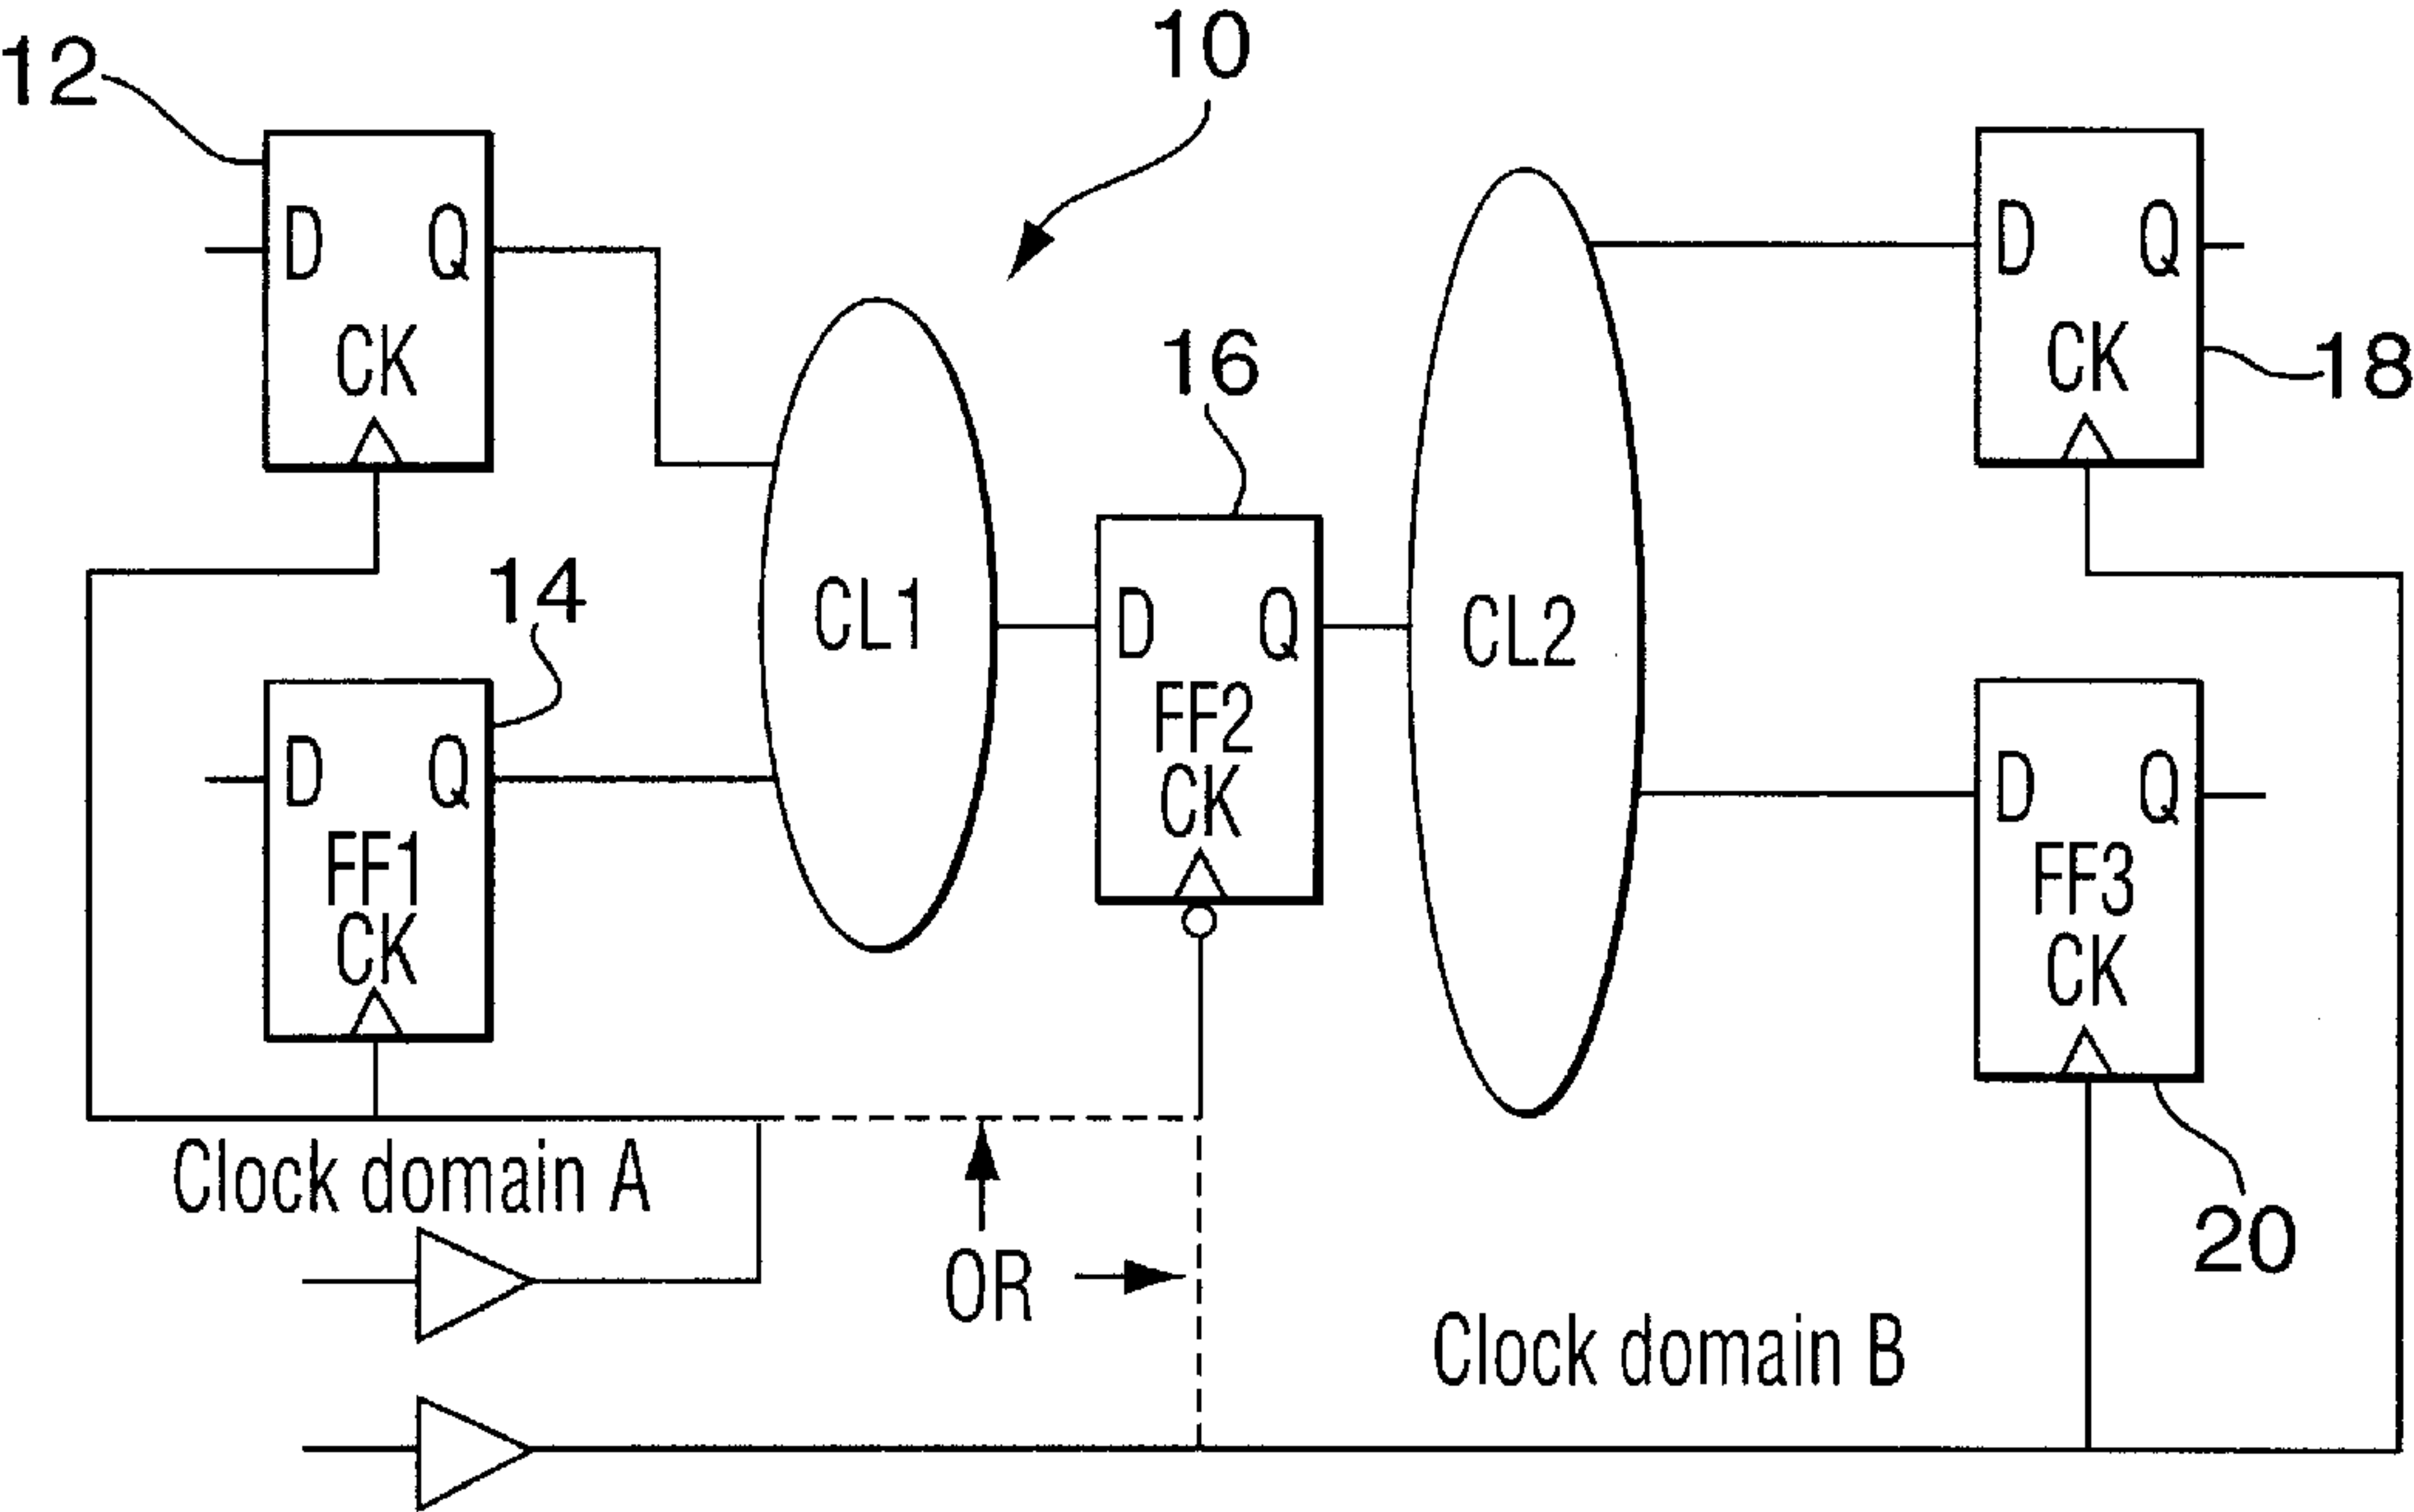 10
12
D Q
CK
D Q
CK
18
16
14
CL1
D Q
FF2
CK
CL2
D Q
FF1
CK
D Q
FF3
CK
Clock domain A
20
OR
Clock domain B